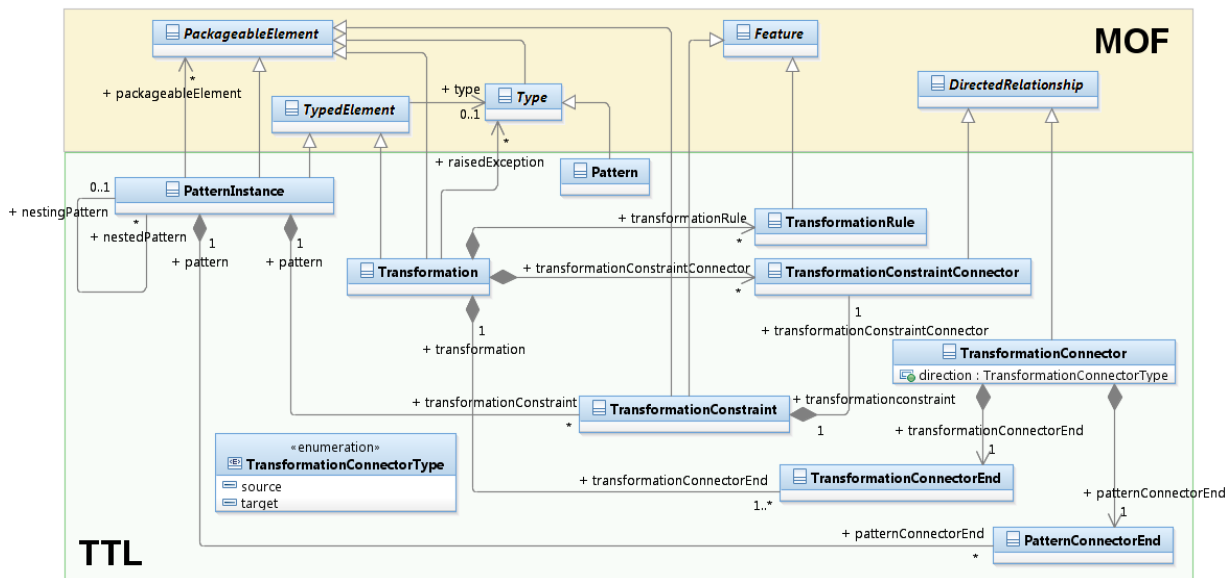 PackageableElement
Feature
MOF
DirectedRelationship
*
+ packageableElement
+ type
Type
0..1
*
TypedElement
+ raisedException
Pattern
0..1
PatternInstance
+ nestingPattern
*
+ nestedPattern
1
+ pattern
1
+ pattern
+ transformationRule
*
TransformationRule
Transformation
+ transformationConstraintConnector
*
TransformationConstraintConnector
1
+ transformation
1
+ transformationConstraintConnector
TransformationConnector
direction : TransformationConnectorType
+ transformationConstraint
*
TransformationConstraint
+ transformationconstraint
1
+ transformationConnectorEnd
1
«enumeration»
TransformationConnectorType
source
target
+ transformationConnectorEnd
1..*
TransformationConnectorEnd
+ patternConnectorEnd
1
+ patternConnectorEnd
*
PatternConnectorEnd
TTL